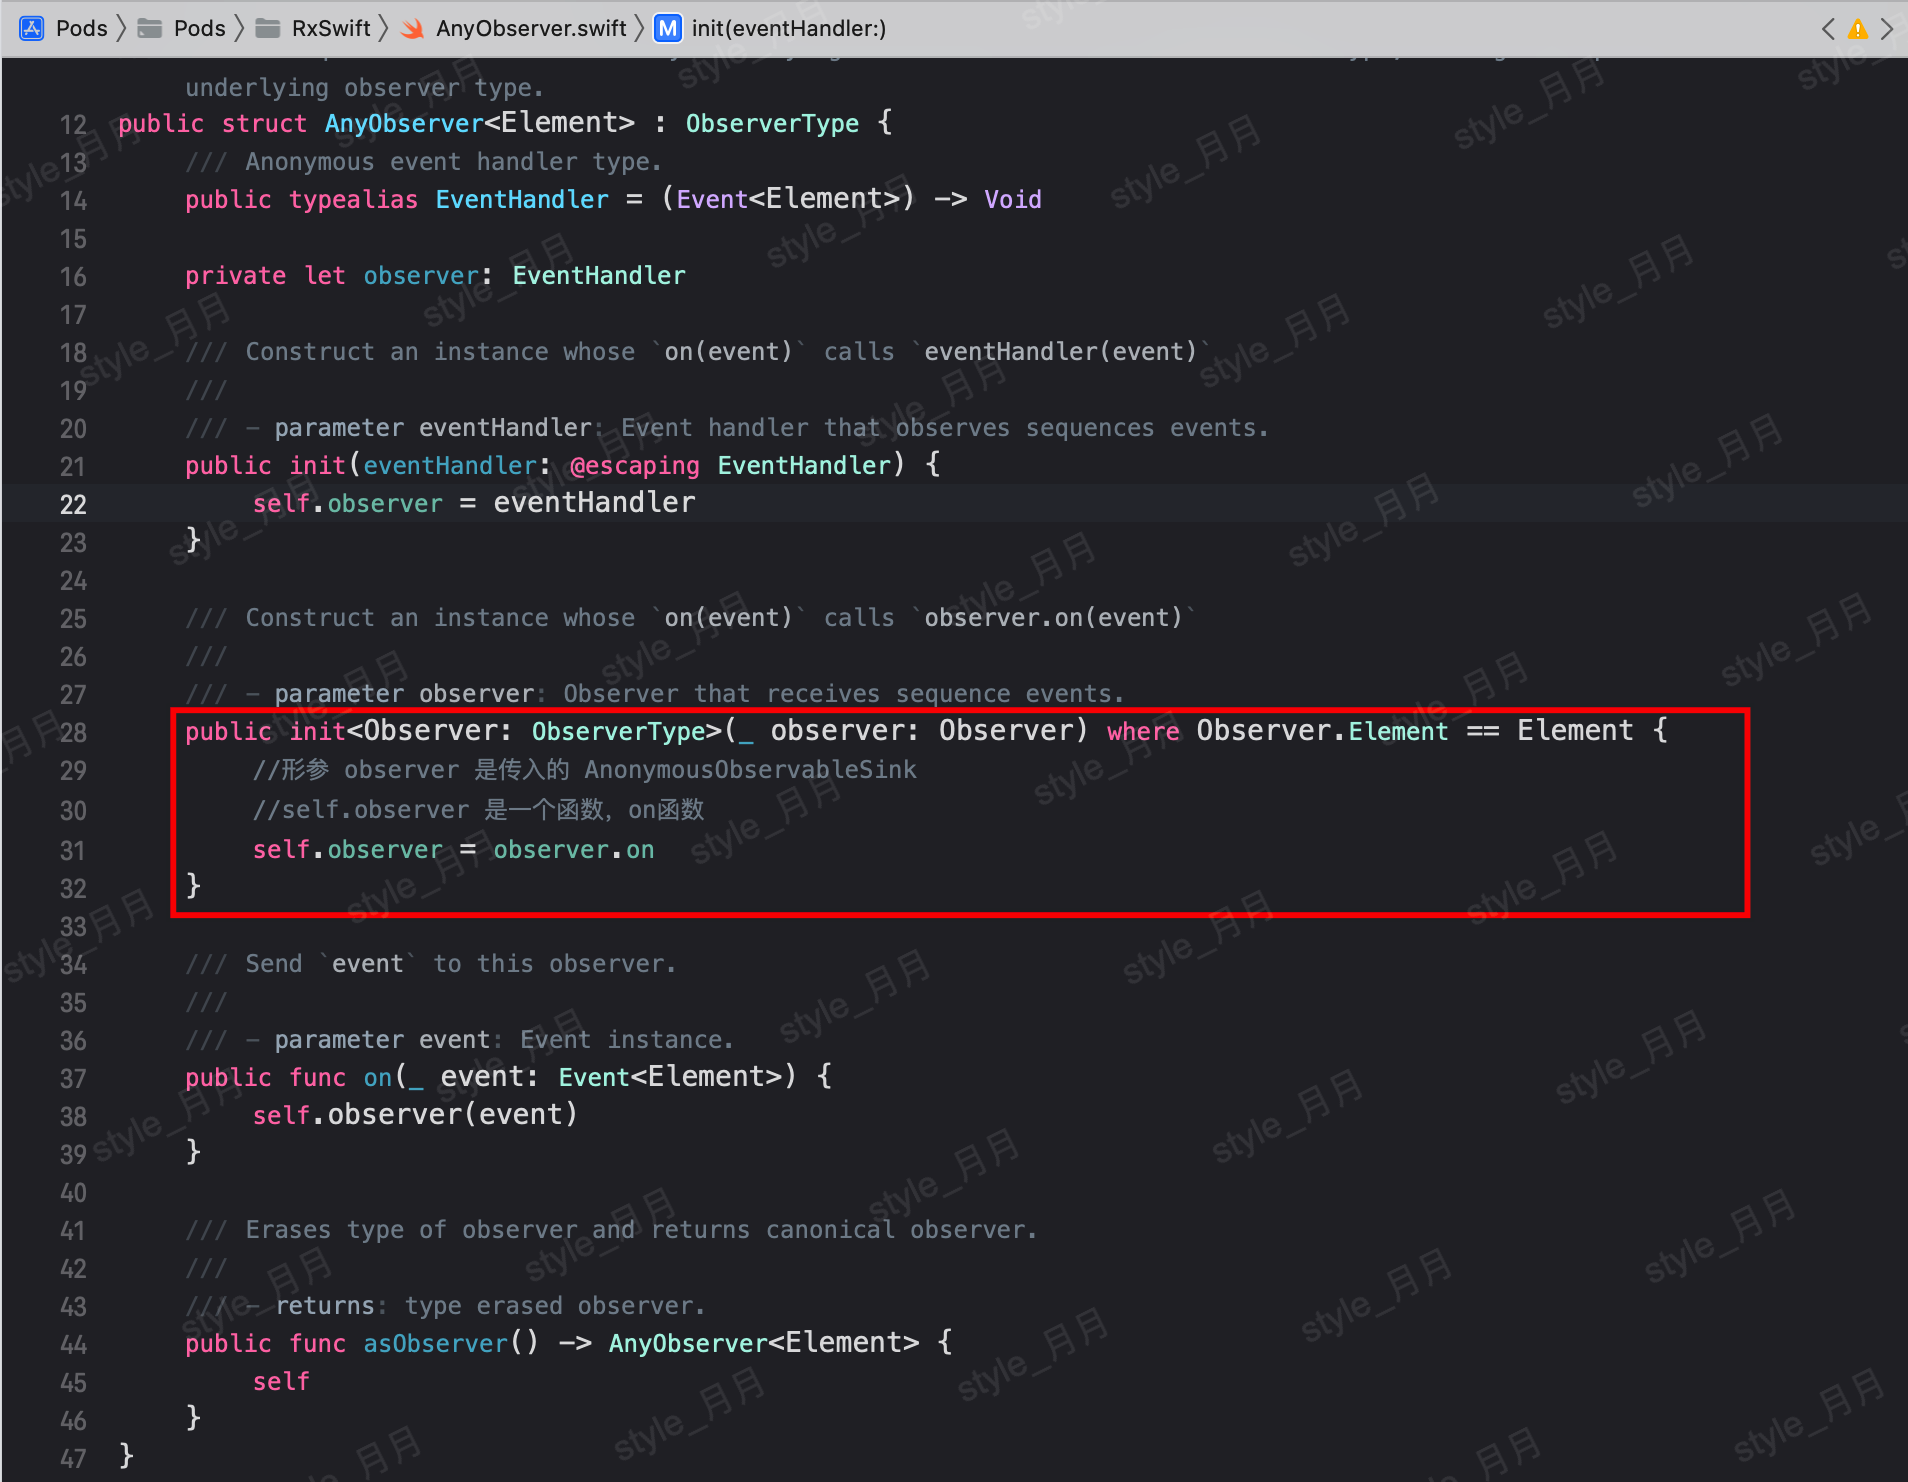 Pods > Pods > RxSwift > AnyObserver.swift > M init(eventHandler:)
underlying observer type.
12 public struct AnyObserver<Element> : ObserverType {
13 /// Anonymous event handler type.
14 public typealias EventHandler = (Event<Element>) -> Void
15
16 private let observer: EventHandler
17
18 /// Construct an instance whose `on(event)` calls `eventHandler(event)`
19 ///
20 /// - parameter eventHandler: Event handler that observes sequences events.
21 public init(eventHandler: @escaping EventHandler) {
22 self.observer = eventHandler
23 }
24
25 /// Construct an instance whose `on(event)` calls `observer.on(event)`
26 ///
27 /// - parameter observer: Observer that receives sequence events.
28 public init<Observer: ObserverType>(_ observer: Observer) where Observer.Element == Element {
29 //形参 observer 是传入的 AnonymousObservableSink
30 //self.observer 是一个函数，on函数
31 self.observer = observer.on
32 }
33
34 /// Send `event` to this observer.
35 ///
36 /// - parameter event: Event instance.
37 public func on(_ event: Event<Element>) {
38 self.observer(event)
39 }
40
41 /// Erases type of observer and returns canonical observer.
42 ///
43 /// - returns: type erased observer.
44 public func asObserver() -> AnyObserver<Element> {
45 self
46 }
47 }
style_月月